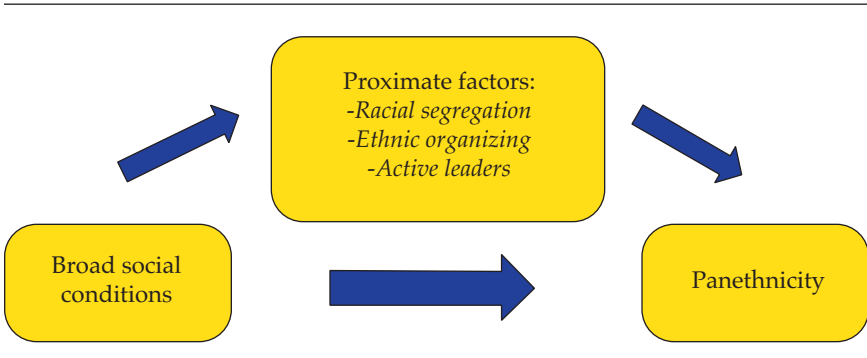 Proximate factors:
-Racial segregation
-Ethnic organizing
-Active leaders
Broad social
conditions
Panethnicity